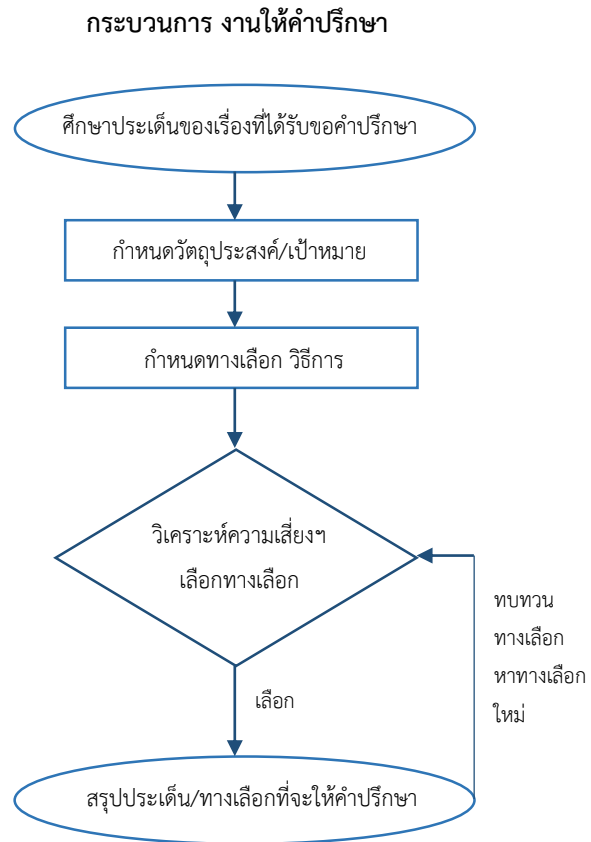 กระบวนการ งานให้คำปรึกษา
ศึกษาประเด็นของเรื่องที่ได้รับขอคำปรึกษา
กำหนดวัตถุประสงค์/เป้าหมาย
กำหนดทางเลือก วิธีการ
วิเคราะห์ความเสี่ยงฯ
เลือกทางเลือก
ทบทวน
ทางเลือก
หาทางเลือก
ใหม่
เลือก
สรุปประเด็น/ทางเลือกที่จะให้คำปรึกษา